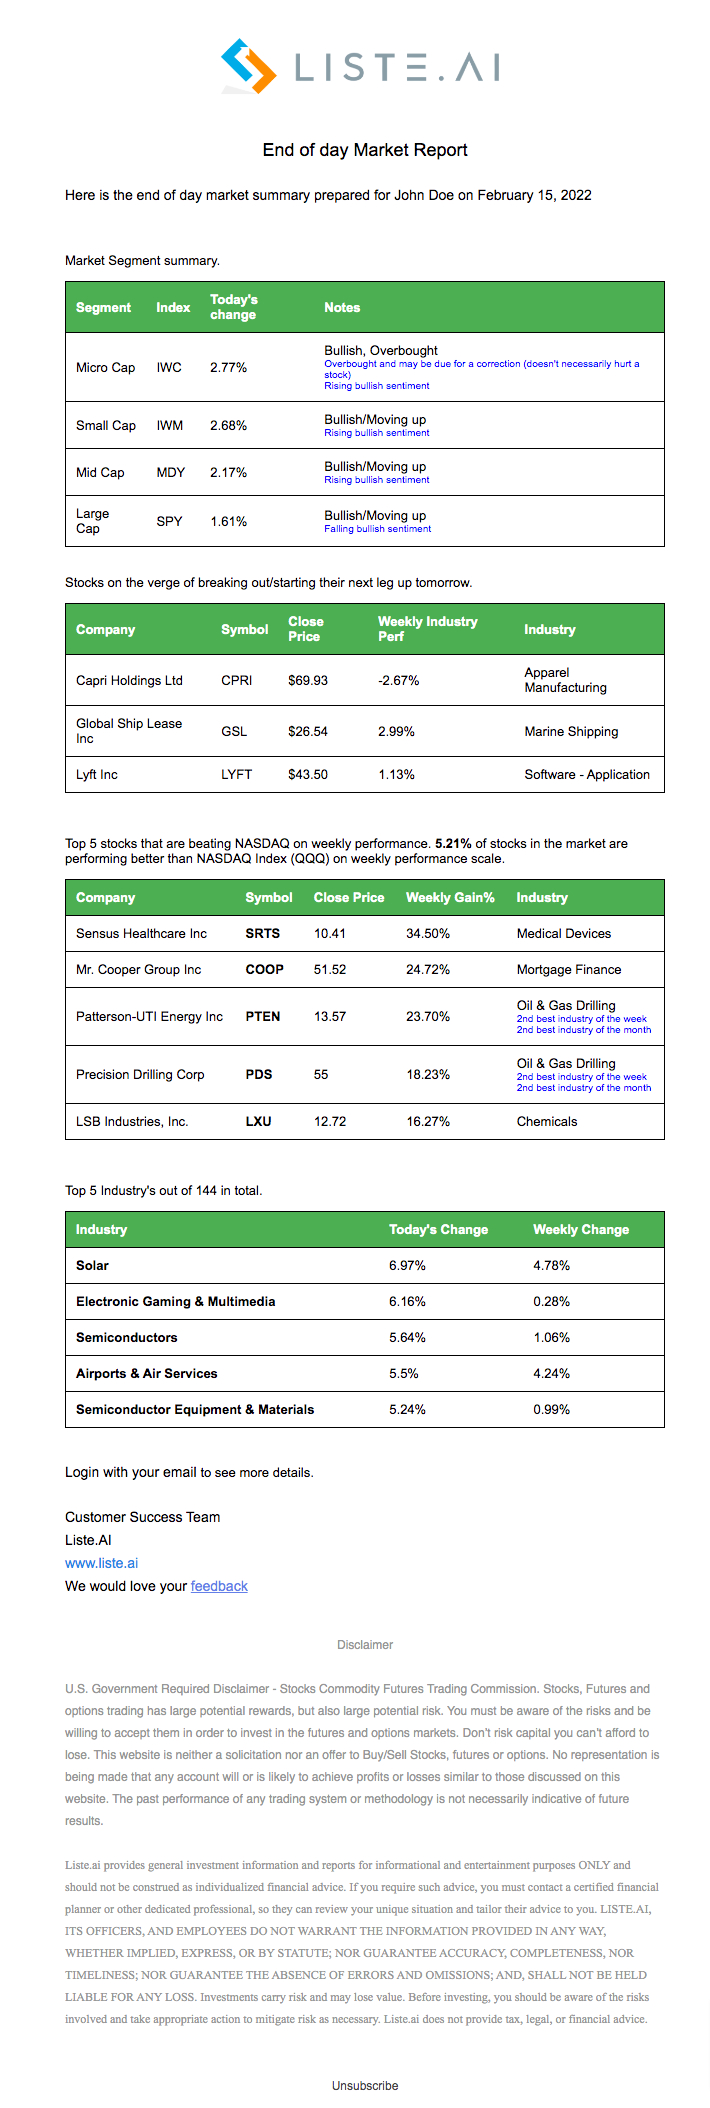 LISTE.AI
End of day Market Report
Here is the end of day market summary prepared for John Doe on February 15, 2022
Market Segment summary.
Segment Index Today's change Notes
Micro Cap IWC 2.77% Bullish, Overbought
Overbought and may be due for a correction (doesn't necessarily hurt a
stock)
Rising bullish sentiment
Small Cap IWM 2.68% Bullish/Moving up
Rising bullish sentiment
Mid Cap MDY 2.17% Bullish/Moving up
Rising bullish sentiment
Large Cap SPY 1.61% Bullish/Moving up
Falling bullish sentiment
Stocks on the verge of breaking out/starting their next leg up tomorrow.
Company Symbol Close Price Weekly Industry Perf Industry
Capri Holdings Ltd CPRI $69.93 -2.67% Apparel Manufacturing
Global Ship Lease Inc GSL $26.54 2.99% Marine Shipping
Lyft Inc LYFT $43.50 1.13% Software - Application
Top 5 stocks that are beating NASDAQ on weekly performance. 5.21% of stocks in the market are
performing better than NASDAQ Index (QQQ) on weekly performance scale.
Company Symbol Close Price Weekly Gain% Industry
Sensus Healthcare Inc SRTS 10.41 34.50% Medical Devices
Mr. Cooper Group Inc COOP 51.52 24.72% Mortgage Finance
Patterson-UTI Energy Inc PTEN 13.57 23.70% Oil & Gas Drilling
2nd best industry of the week
2nd best industry of the month
Precision Drilling Corp PDS 55 18.23% Oil & Gas Drilling
2nd best industry of the week
2nd best industry of the month
LSB Industries, Inc. LXU 12.72 16.27% Chemicals
Top 5 Industry's out of 144 in total.
Industry Today's Change Weekly Change
Solar 6.97% 4.78%
Electronic Gaming & Multimedia 6.16% 0.28%
Semiconductors 5.64% 1.06%
Airports & Air Services 5.5% 4.24%
Semiconductor Equipment & Materials 5.24% 0.99%
Login with your email to see more details.
Customer Success Team
Liste.AI
www.liste.ai
We would love your feedback
Disclaimer
U.S. Government Required Disclaimer - Stocks Commodity Futures Trading Commission. Stocks, Futures and
options trading has large potential rewards, but also large potential risk. You must be aware of the risks and be
willing to accept them in order to invest in the futures and options markets. Don't risk capital you can't afford to
lose. This website is neither a solicitation nor an offer to Buy/Sell Stocks, futures or options. No representation is
being made that any account will or is likely to achieve profits or losses similar to those discussed on this
website. The past performance of any trading system or methodology is not necessarily indicative of future
results.
Liste.ai provides general investment information and reports for informational and entertainment purposes ONLY and
should not be construed as individualized financial advice. If you require such advice, you must contact a certified financial
planner or other dedicated professional, so they can review your unique situation and tailor their advice to you. LISTE.AI,
ITS OFFICERS, AND EMPLOYEES DO NOT WARRANT THE INFORMATION PROVIDED IN ANY WAY,
WHETHER IMPLIED, EXPRESS, OR BY STATUTE; NOR GUARANTEE ACCURACY, COMPLETENESS, NOR
TIMELINESS; NOR GUARANTEE THE ABSENCE OF ERRORS AND OMISSIONS; AND, SHALL NOT BE HELD
LIABLE FOR ANY LOSS. Investments carry risk and may lose value. Before investing, you should be aware of the risks
involved and take appropriate action to mitigate risk as necessary. Liste.ai does not provide tax, legal, or financial advice.
Unsubscribe